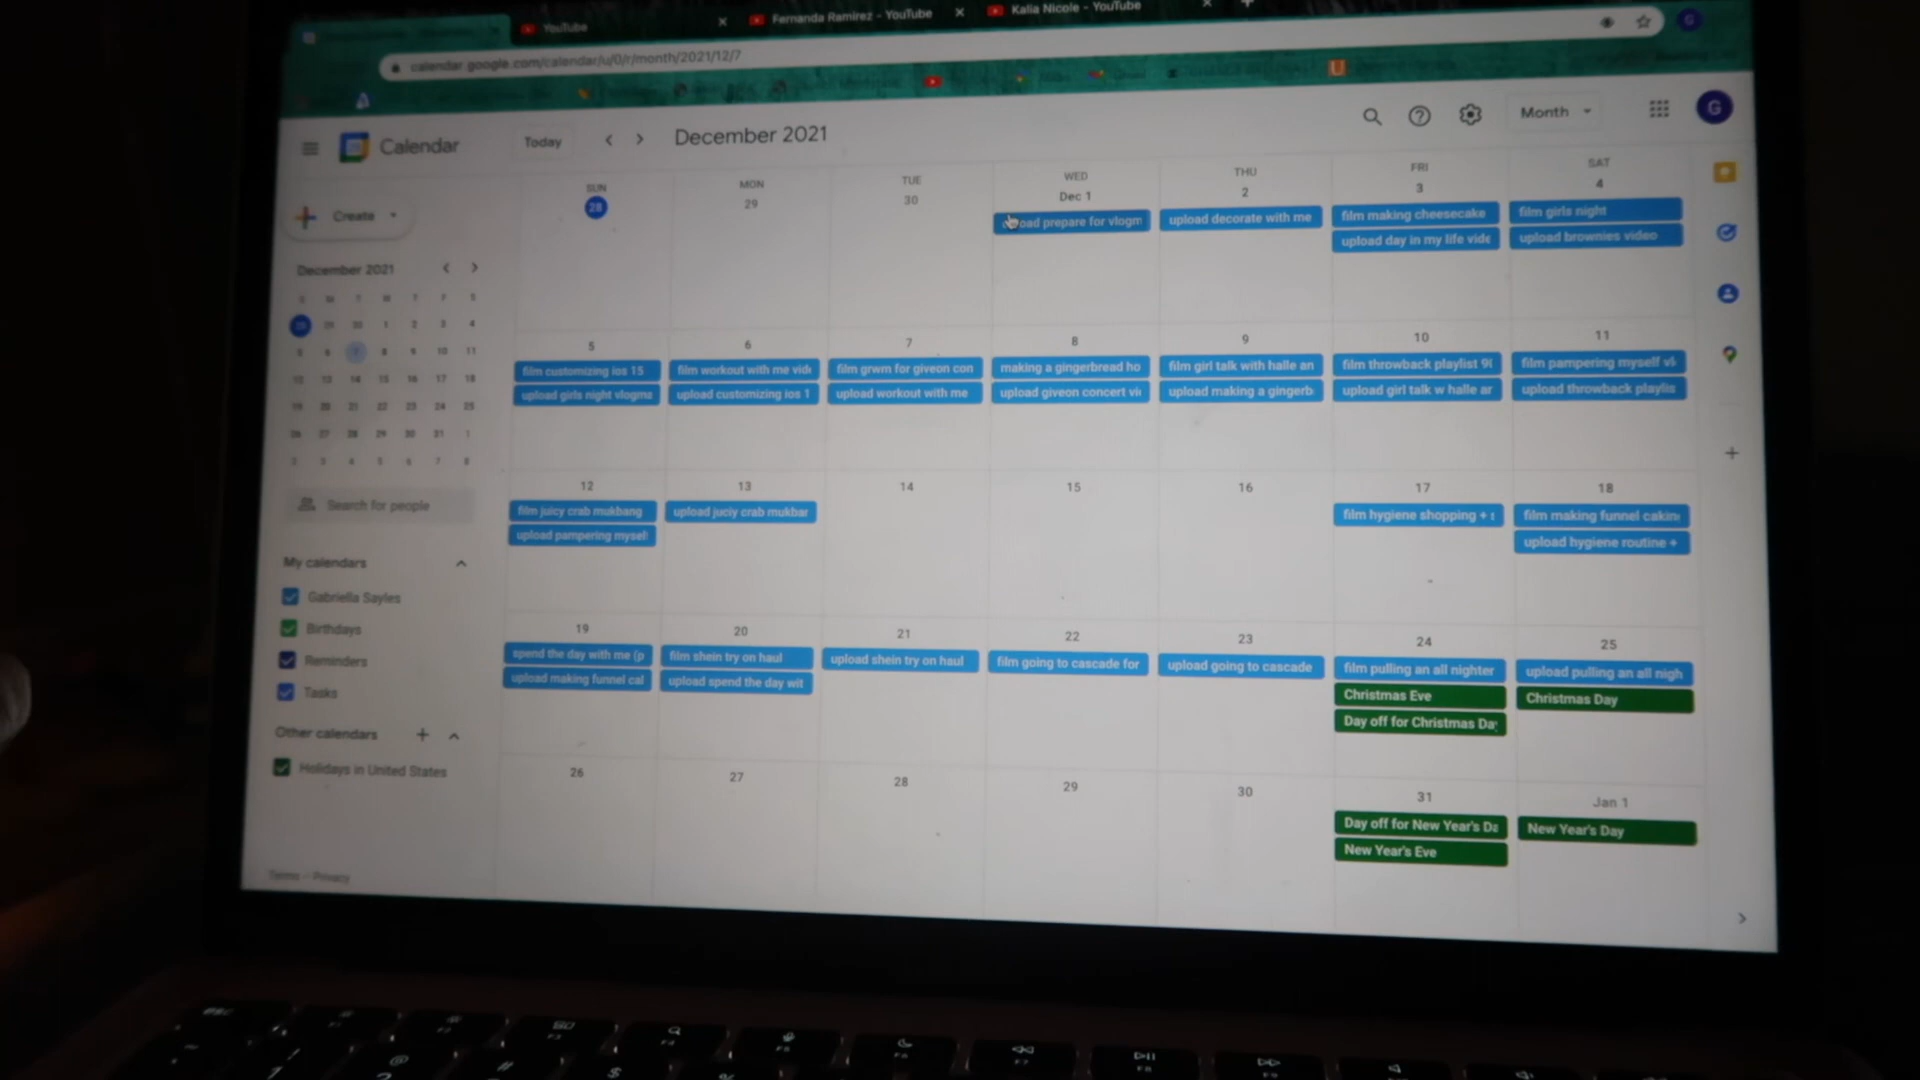 YouTube
Fernanda Ramirez - YouTube
Kalia Nicole - YouTube
calendar.google.com/calendar/u/0/r/month/2021/12/7
Calendar
Today
December 2021
Month
G
Create
December 2021
Search for people
My calendars
Gabriella Sayles
Birthdays
Reminders
Tasks
Other calendars
Holidays in United States
Terms – Privacy
SUN MON TUE WED THU FRI SAT
28 29 30 Dec 1 2 3 4
oad prepare for vlogm
upload decorate with me
film making cheesecake
upload day in my life vide
film girls night
upload brownies video
5 6 7 8 9 10 11
film customizing ios 15
upload girls night vlogma
film workout with me vide
upload customizing ios 1
film grwm for giveon con
upload workout with me
making a gingerbread ho
upload giveon concert vi
film girl talk with halle an
upload making a gingerb
film throwback playlist 9
upload girl talk w halle ar
film pampering myself
upload throwback playlis
12 13 14 15 16 17 18
film juicy crab mukbang
upload pampering mysel
upload juciy crab mukbar
film hygiene shopping +
film making funnel cakin
upload hygiene routine +
19 20 21 22 23 24 25
spend the day with me (p
upload making funnel cal
film shein try on haul
upload spend the day wit
upload shein try on haul
film going to cascade for
upload going to cascade
film pulling an all nighter
Christmas Eve
Day off for Christmas Da
upload pulling an all nigh
Christmas Day
26 27 28 29 30 31 Jan 1
Day off for New Year's Da
New Year's Eve
New Year's Day